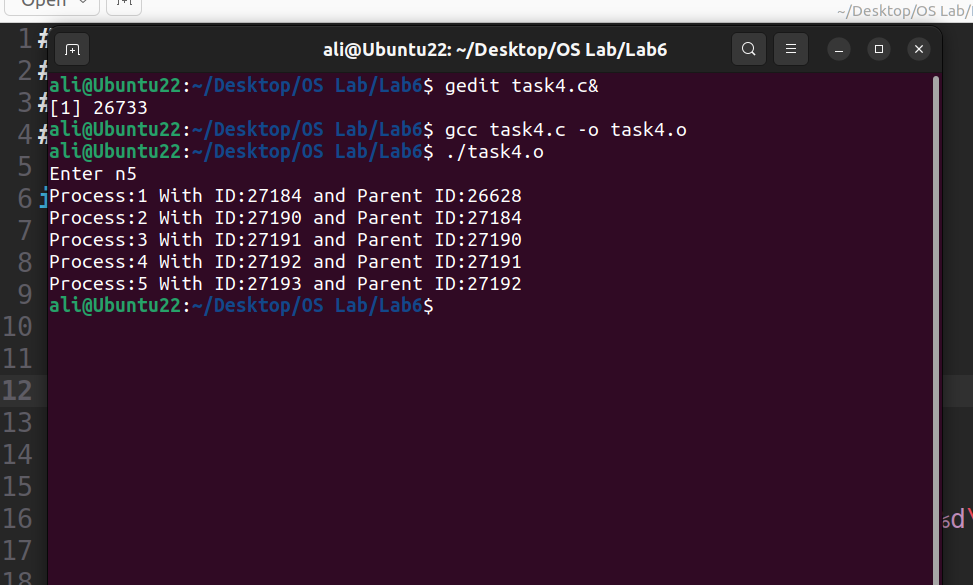 Open
~/Desktop/OS Lab/
ali@Ubuntu22: ~/Desktop/OS Lab/Lab6
1 #
2 #
3 #
4 #
5
6
7
8
9
10
11
12
13
14
15
16
17
18
ali@Ubuntu22:~/Desktop/OS Lab/Lab6$ gedit task4.c&
[1] 26733
ali@Ubuntu22:~/Desktop/OS Lab/Lab6$ gcc task4.c -o task4.o
ali@Ubuntu22:~/Desktop/OS Lab/Lab6$ ./task4.o
Enter n5
Process:1 With ID:27184 and Parent ID:26628
Process:2 With ID:27190 and Parent ID:27184
Process:3 With ID:27191 and Parent ID:27190
Process:4 With ID:27192 and Parent ID:27191
Process:5 With ID:27193 and Parent ID:27192
ali@Ubuntu22:~/Desktop/OS Lab/Lab6$
d\